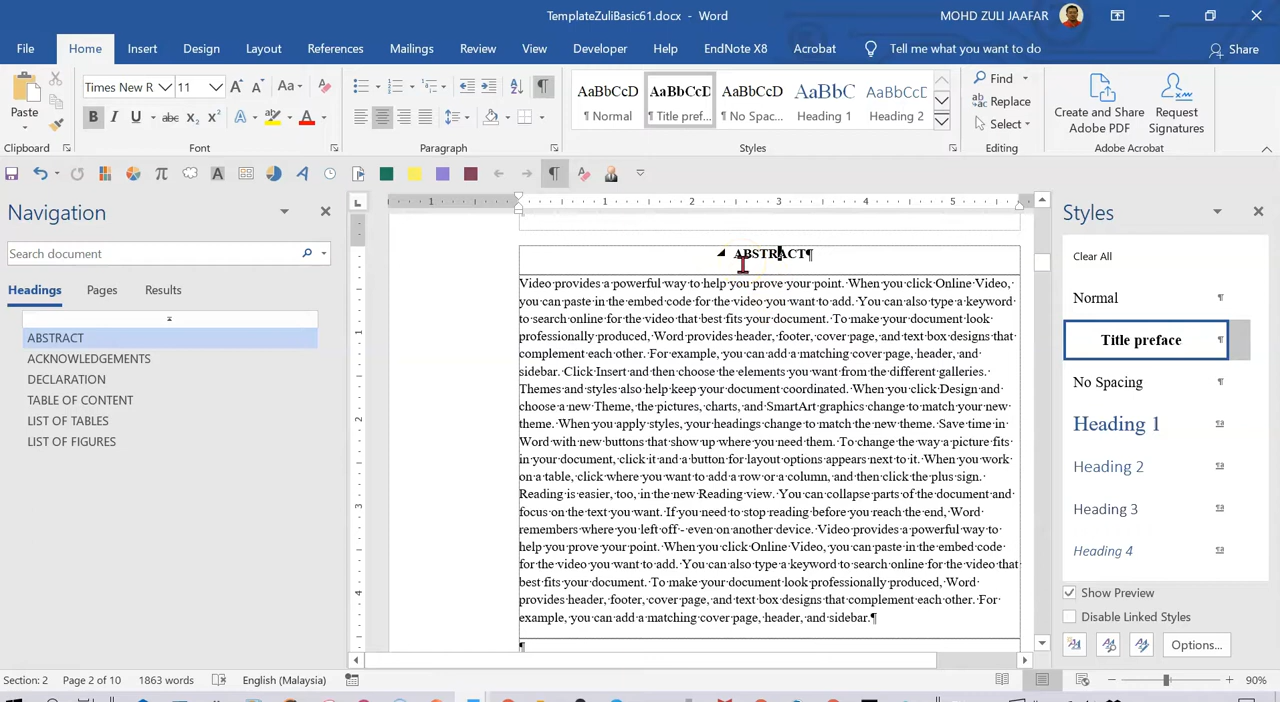 TemplateZuliBasic61.docx - Word
MOHD ZULI JAAFAR
File Home Insert Design Layout References Mailings Review View Developer Help EndNote X8 Acrobat Tell me what you want to do Share
Paste
Times New R 11
AaBbCcD AaBbCcD AaBbCcD AaBbC AaBbCcC
¶ Normal ¶ Title pref... ¶ No Spac... Heading 1 Heading 2
Find
Replace
Select
Create and Share Adobe PDF
Request Signatures
Clipboard Font Paragraph Styles Editing Adobe Acrobat
Navigation
Search document
Headings Pages Results
ABSTRACT
ACKNOWLEDGEMENTS
DECLARATION
TABLE OF CONTENT
LIST OF TABLES
LIST OF FIGURES
1 1 2 3 4 5
ABSTRACT¶
Video·provides·a·powerful·way·to·help·you·prove·your·point.·When·you·click·Online·Video,·
you·can·paste·in·the·embed·code·for·the·video·you·want·to·add.·You·can·also·type·a·keyword·
to·search·online·for·the·video·that·best·fits·your·document.·To·make·your·document·look·
professionally·produced,·Word·provides·header,·footer,·cover·page,·and·text·box·designs·that·
complement·each·other.·For·example,·you·can·add·a·matching·cover·page,·header,·and·
sidebar.·Click·Insert·and·then·choose·the·elements·you·want·from·the·different·galleries.·
Themes·and·styles·also·help·keep·your·document·coordinated.·When·you·click·Design·and·
choose·a·new·Theme,·the·pictures,·charts,·and·SmartArt·graphics·change·to·match·your·new·
theme.·When·you·apply·styles,·your·headings·change·to·match·the·new·theme.·Save·time·in·
Word·with·new·buttons·that·show·up·where·you·need·them.·To·change·the·way·a·picture·fits·
in·your·document,·click·it·and·a·button·for·layout·options·appears·next·to·it.·When·you·work·
on·a·table,·click·where·you·want·to·add·a·row·or·a·column,·and·then·click·the·plus·sign.·
Reading·is·easier,·too,·in·the·new·Reading·view.·You·can·collapse·parts·of·the·document·and·
focus·on·the·text·you·want.·If·you·need·to·stop·reading·before·you·reach·the·end,·Word·
remembers·where·you·left·off·-·even·on·another·device.·Video·provides·a·powerful·way·to·
help·you·prove·your·point.·When·you·click·Online·Video,·you·can·paste·in·the·embed·code·
for·the·video·you·want·to·add.·You·can·also·type·a·keyword·to·search·online·for·the·video·that·
best·fits·your·document.·To·make·your·document·look·professionally·produced,·Word·
provides·header,·footer,·cover·page,·and·text·box·designs·that·complement·each·other.·For·
example,·you·can·add·a·matching·cover·page,·header,·and·sidebar.¶
¶
1
2
3
4
Styles
Clear All
Normal ¶
Title preface ¶
No Spacing ¶
Heading 1 ¶a
Heading 2 ¶a
Heading 3 ¶a
Heading 4 ¶a
Show Preview
Disable Linked Styles
Options...
Section: 2 Page 2 of 10 1863 words English (Malaysia) 90%